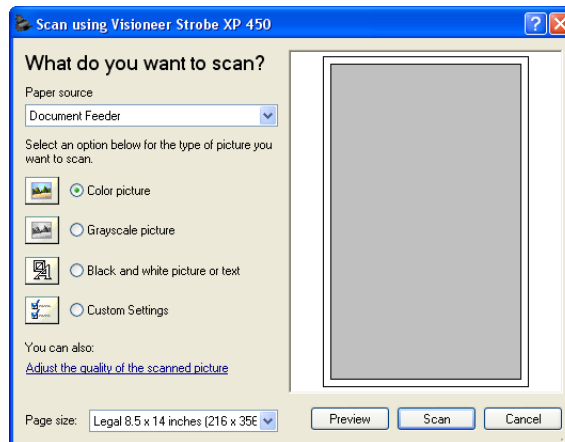 Scan using Visioneer Strobe XP 450
What do you want to scan?
Paper source
Document Feeder
Select an option below for the type of picture you
want to scan.
Color picture
Grayscale picture
Black and white picture or text
Custom Settings
You can also:
Adjust the quality of the scanned picture
Page size: Legal 8.5 x 14 inches (216 x 356
Preview Scan Cancel